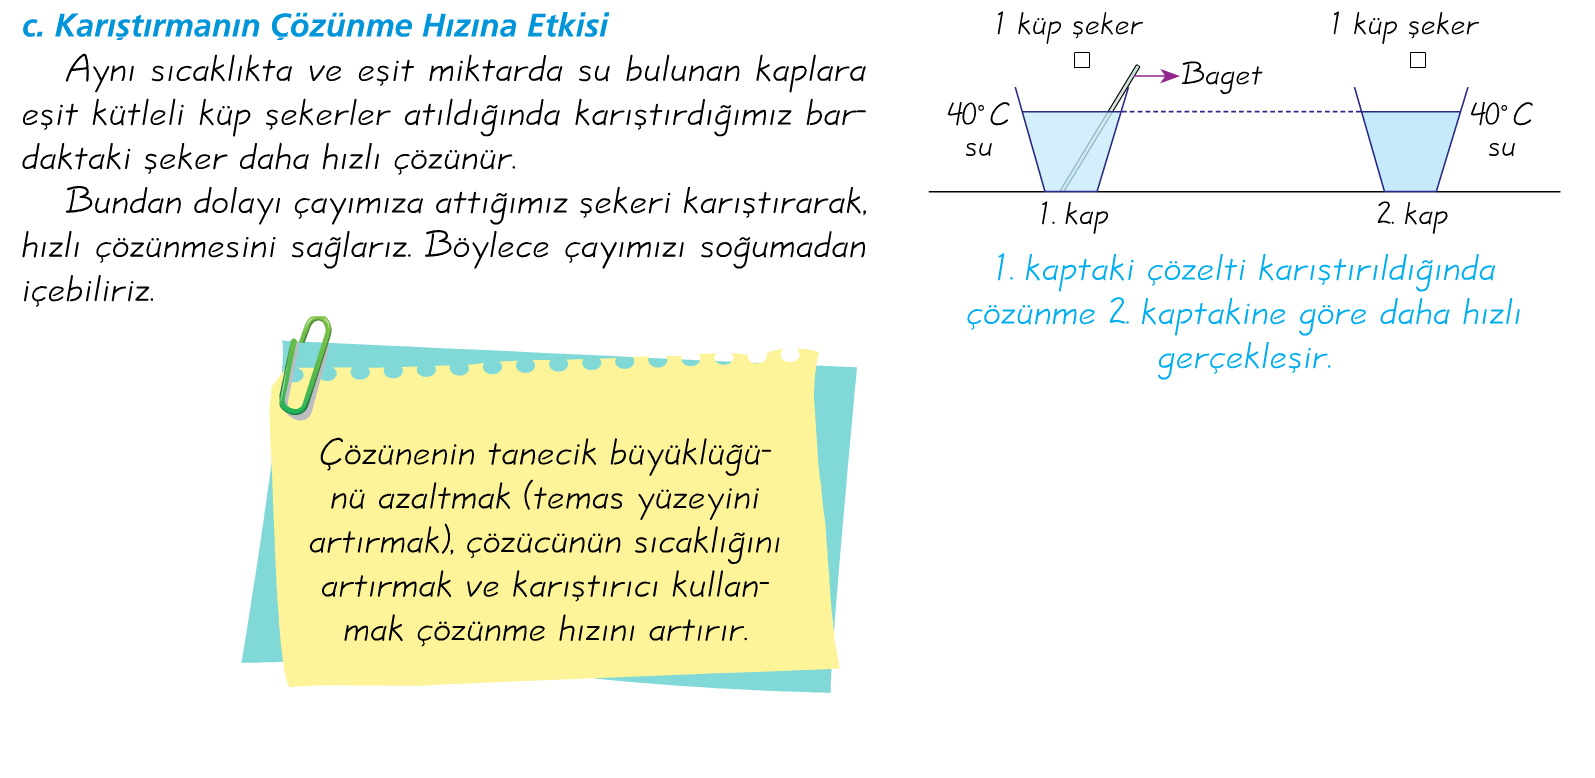 c. Karıştırmanın Çözünme Hızına Etkisi
Aynı sıcaklıkta ve eşit miktarda su bulunan kaplara
eşit kütleli küp şekerler atıldığında karıştırdığımız bar-
daktaki şeker daha hızlı çözünür.
Bundan dolayı çayımıza attığımız şekeri karıştırarak,
hızlı çözünmesini sağlarız. Böylece çayımızı soğumadan
içebiliriz.
Çözünenin tanecik büyüklüğü-
nü azaltmak (temas yüzeyini
artırmak), çözücünün sıcaklığını
artırmak ve karıştırıcı kullan-
mak çözünme hızını artırır.
1 küp şeker
1 küp şeker
Baget
40° C
su
40° C
su
1. kap
2. kap
1. kaptaki çözelti karıştırıldığında
çözünme 2. kaptakine göre daha hızlı
gerçekleşir.